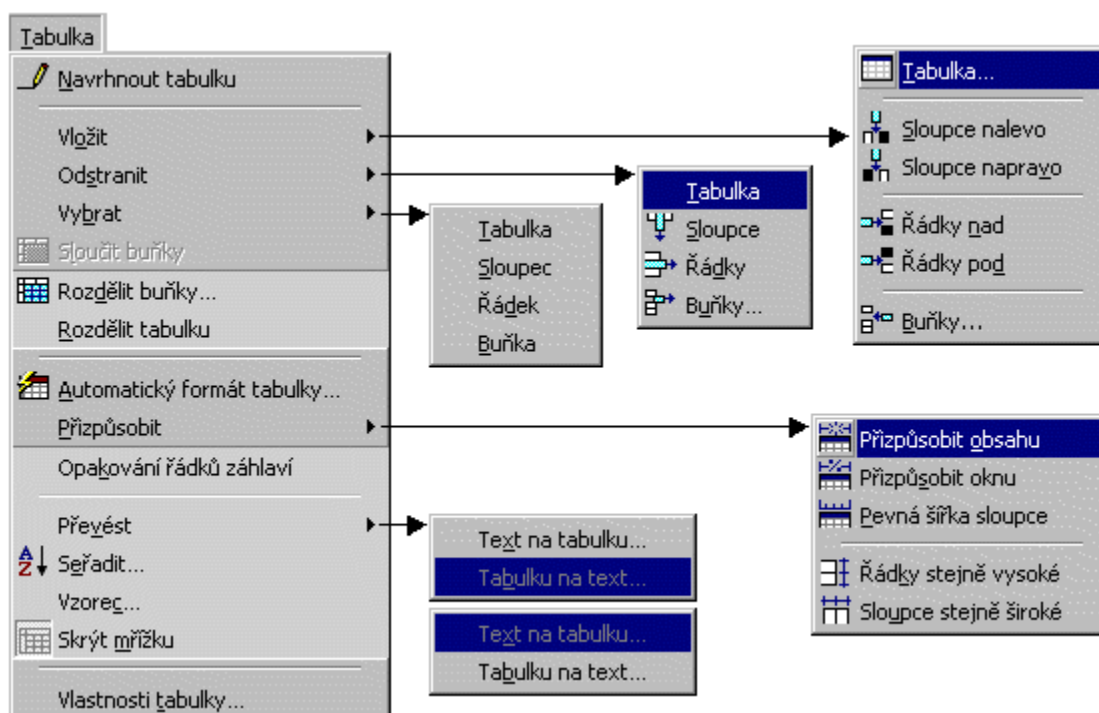 Tabulka
Navrhnout tabulku
Vložit
Odstranit
Vybrat
Sloučit buňky
Rozdělit buňky...
Rozdělit tabulku
Automatický formát tabulky...
Přizpůsobit
Opakování řádků záhlaví
Převést
Seřadit...
Vzorec...
Skrýt mřížku
Vlastnosti tabulky...
Tabulka
Sloupec
Řádek
Buňka
Tabulka
Sloupce
Řádky
Buňky...
Tabulka...
Sloupce nalevo
Sloupce napravo
Řádky nad
Řádky pod
Buňky...
Přizpůsobit obsahu
Přizpůsobit oknu
Pevná šířka sloupce
Řádky stejně vysoké
Sloupce stejně široké
Text na tabulku...
Tabulku na text...
Text na tabulku...
Tabulku na text...